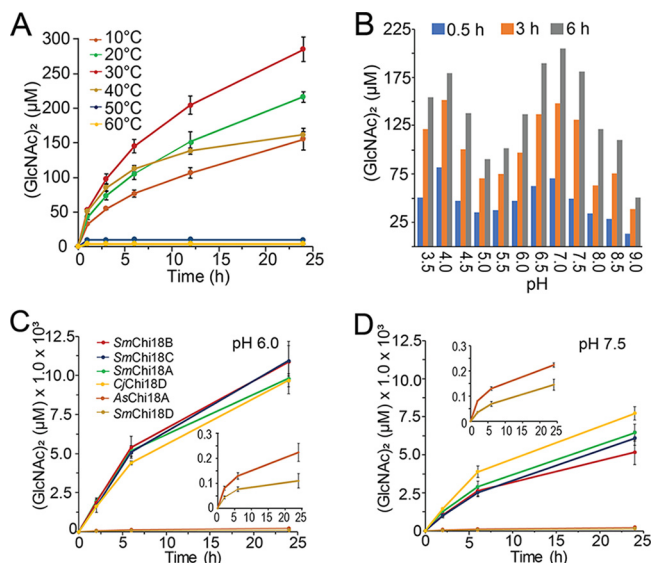 A
10°C
20°C
30°C
40°C
50°C
60°C
(GlcNAc)₂ (µM)
300
250
200
150
100
50
0
0 5 10 15 20 25
Time (h)
B
0.5 h 3 h 6 h
(GlcNAc)₂ (µM)
225
175
125
75
25
3.5 4.0 4.5 5.0 5.5 6.0 6.5 7.0 7.5 8.0 8.5 9.0
pH
C
SmChi18B
SmChi18C
SmChi18A
CjChi18D
AsChi18A
SmChi18D
pH 6.0
(GlcNAc)₂ (µM) x 1.0 x 10³
12.5
10.0
7.5
5.0
2.5
0
0 5 10 15 20 25
Time (h)
0.3
0.2
0.1
0
0 5 10 15 20 25
D
pH 7.5
(GlcNAc)₂ (µM) x 1.0 x 10³
12.5
10.0
7.5
5.0
2.5
0
0 5 10 15 20 25
Time (h)
0.3
0.2
0.1
0
0 5 10 15 20 25